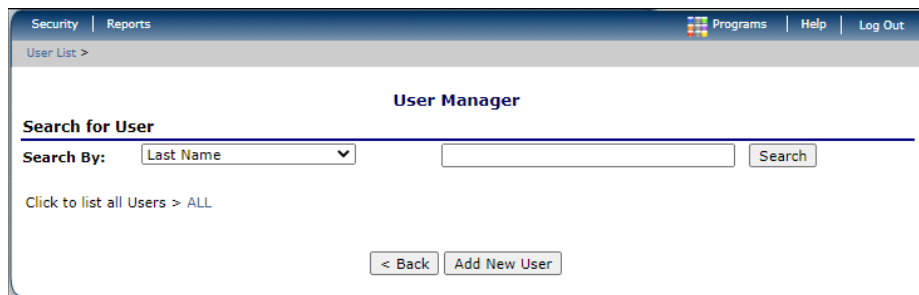 Security | Reports Programs | Help | Log Out
User List >
User Manager
Search for User
Search By: Last Name Search
Click to list all Users > ALL
< Back Add New User